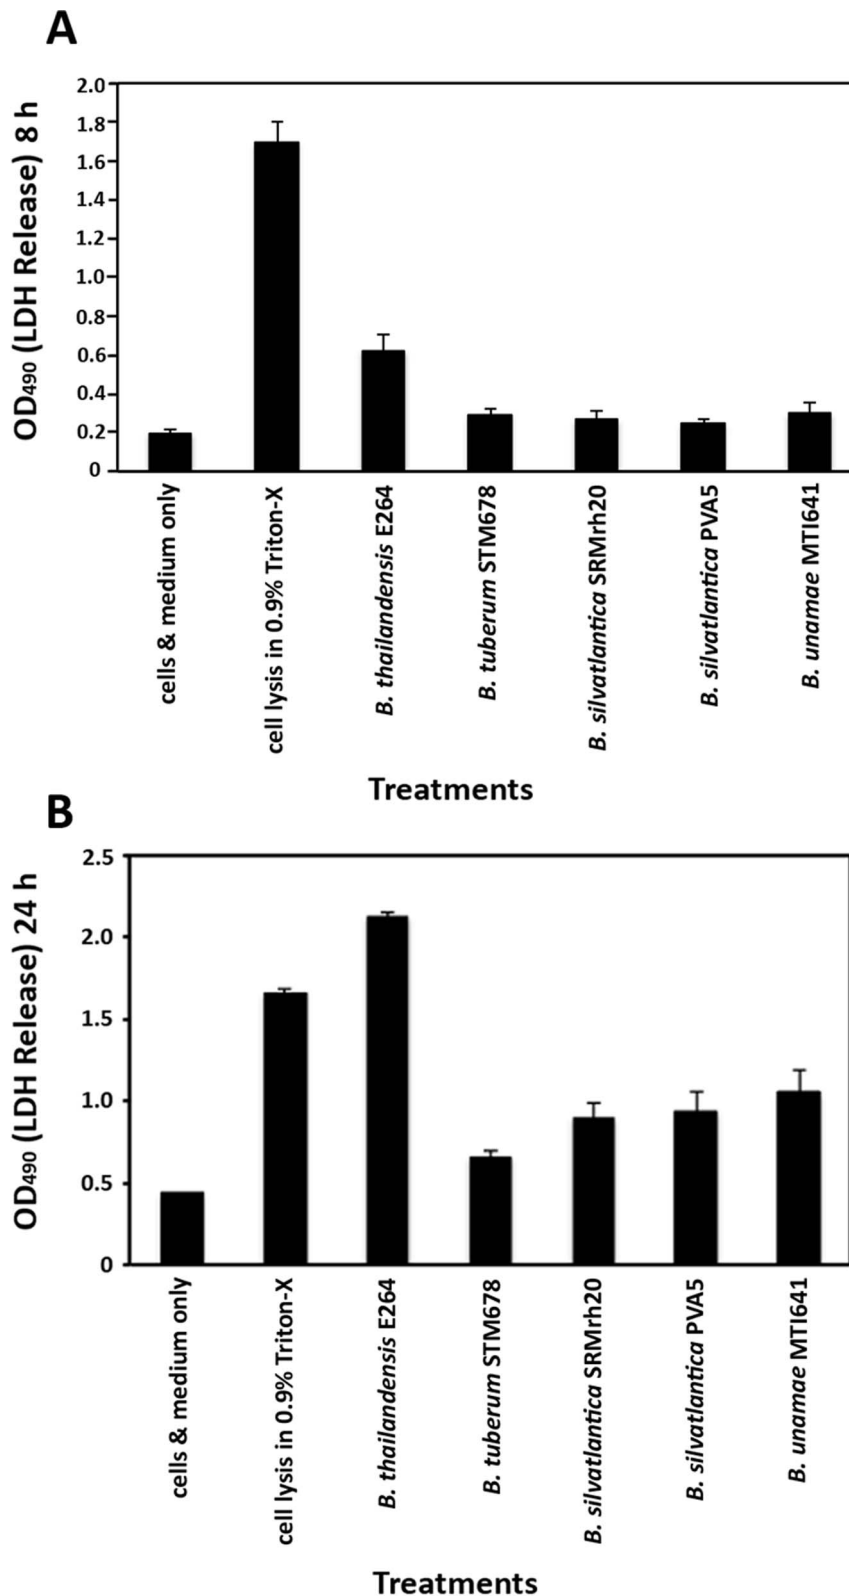 A
OD490 (LDH Release) 8 h
2.0
1.8
1.6
1.4
1.2
1.0
0.8
0.6
0.4
0.2
0
cells & medium only
cell lysis in 0.9% Triton-X
B. thailandensis E264
B. tuberum STM678
B. silvatlantica SRMrh20
B. silvatlantica PVA5
B. unamae MTI641
Treatments
B
OD490 (LDH Release) 24 h
2.5
2.0
1.5
1.0
0.5
0
cells & medium only
cell lysis in 0.9% Triton-X
B. thailandensis E264
B. tuberum STM678
B. silvatlantica SRMrh20
B. silvatlantica PVA5
B. unamae MTI641
Treatments